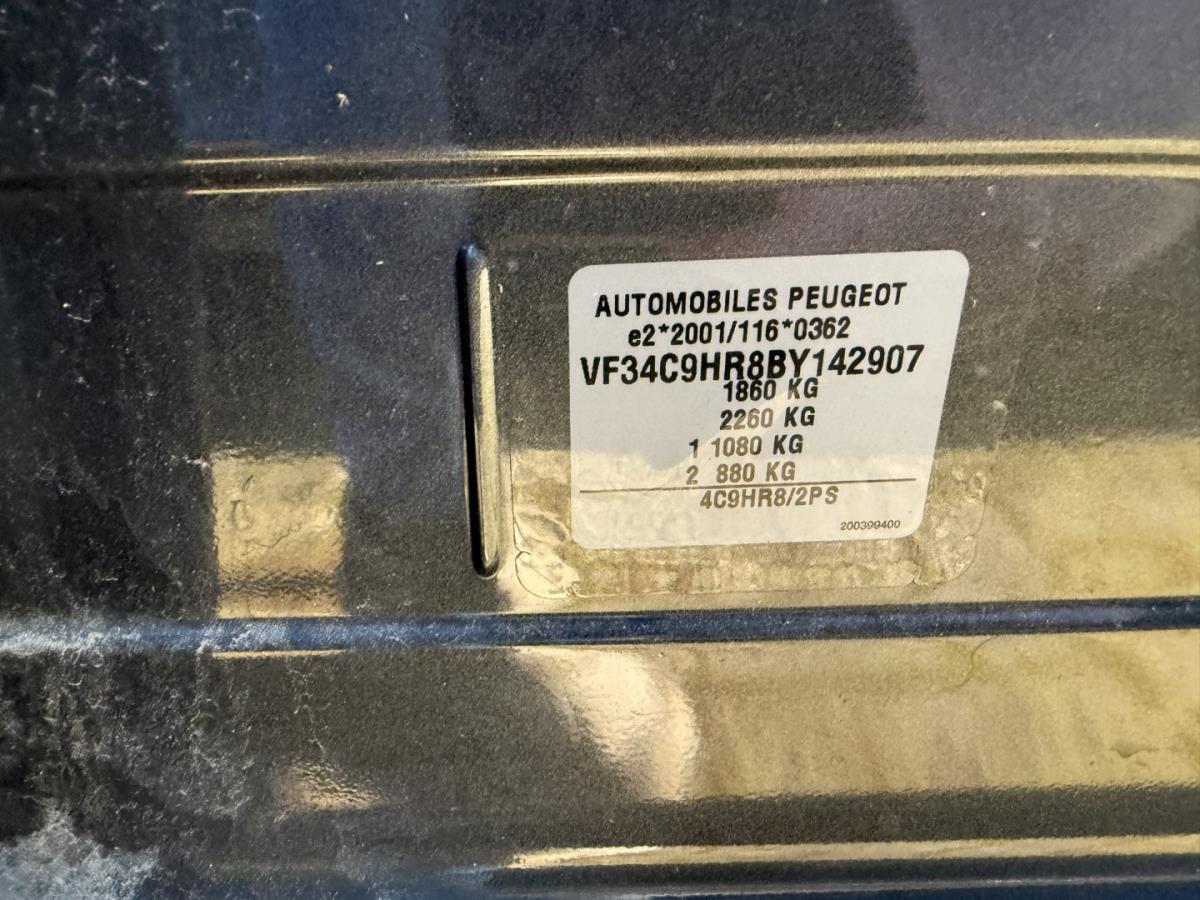 AUTOMOBILES PEUGEOT
e2*2001/116*0362
VF34C9HR8BY142907
1860 KG
2260 KG
1 1080 KG
2 880 KG
4C9HR8/2PS
200399400